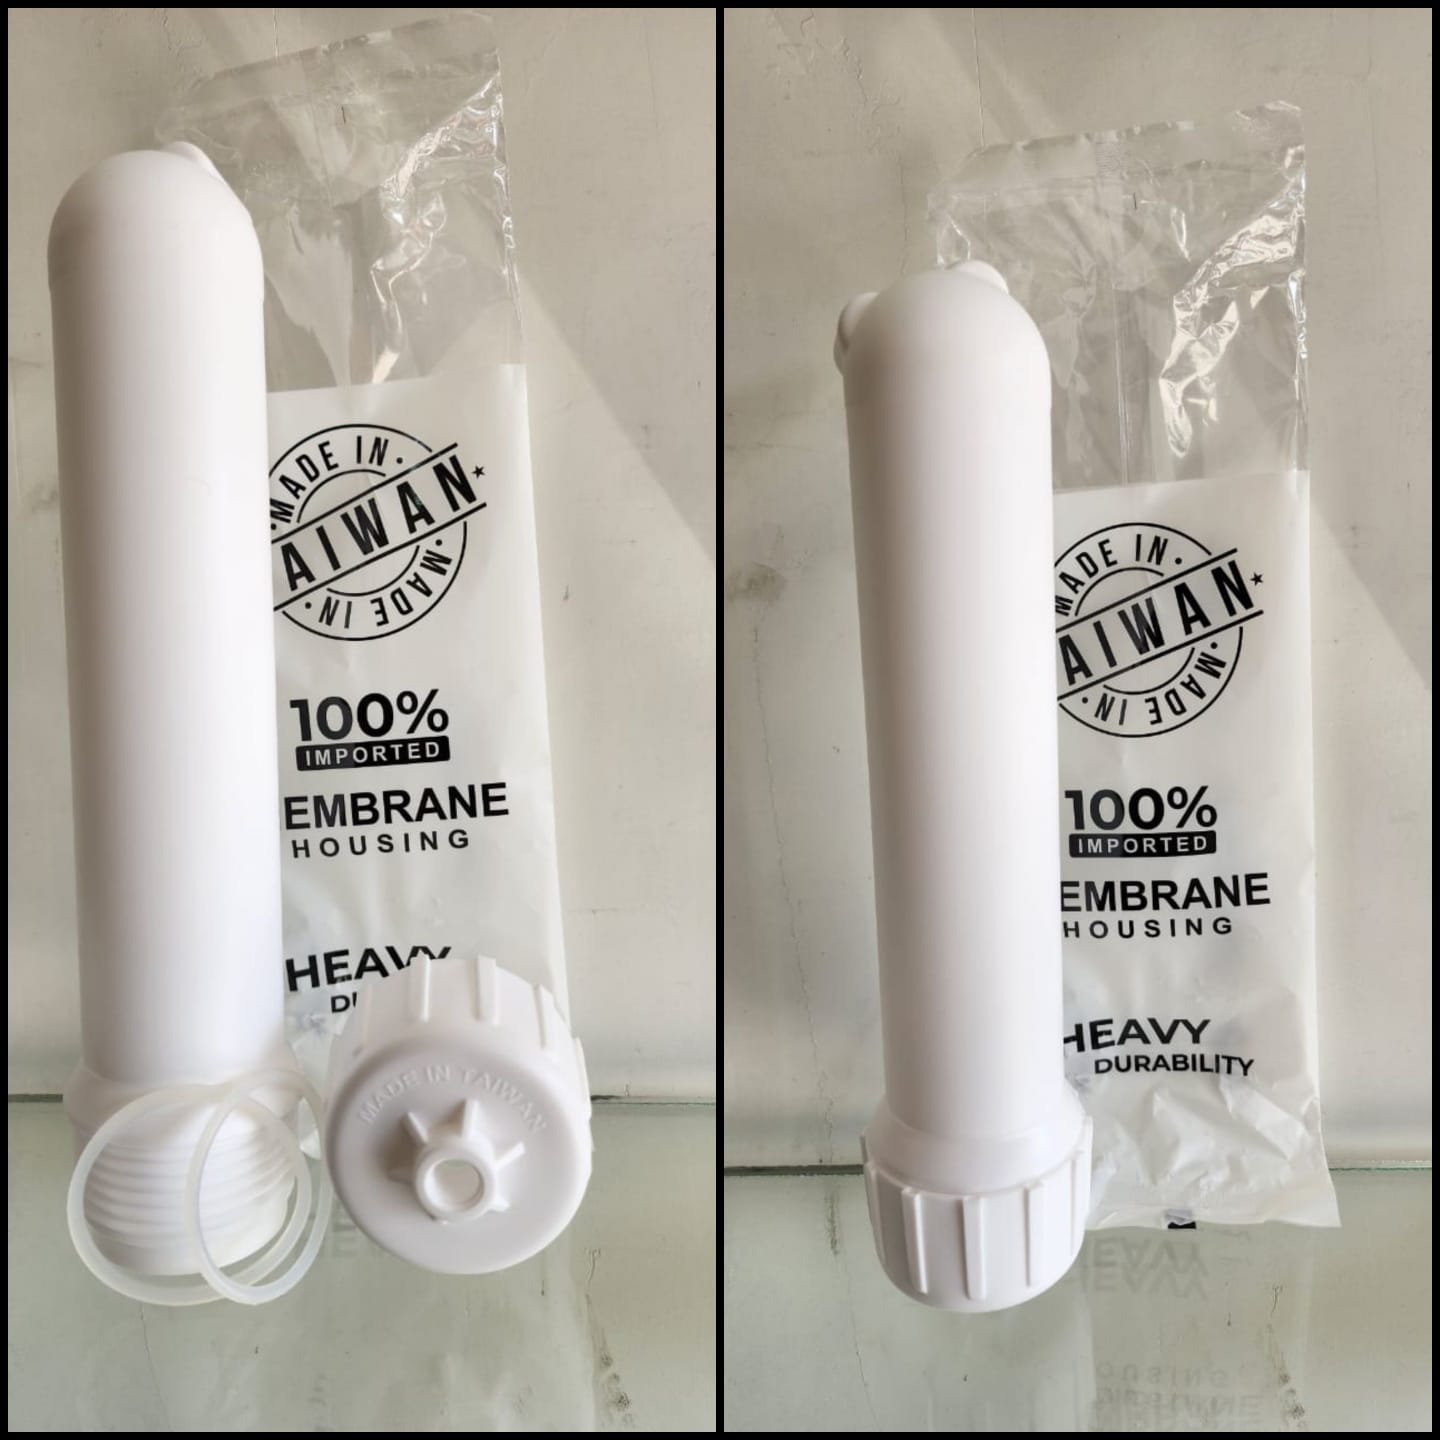 MADE IN
AIWAN
MADE IN
100%
IMPORTED
EMBRANE
HOUSING
HEAVY
MADE IN TAIWAN
MADE IN
AIWAN
MADE IN
100%
IMPORTED
EMBRANE
HOUSING
HEAVY
DURABILITY